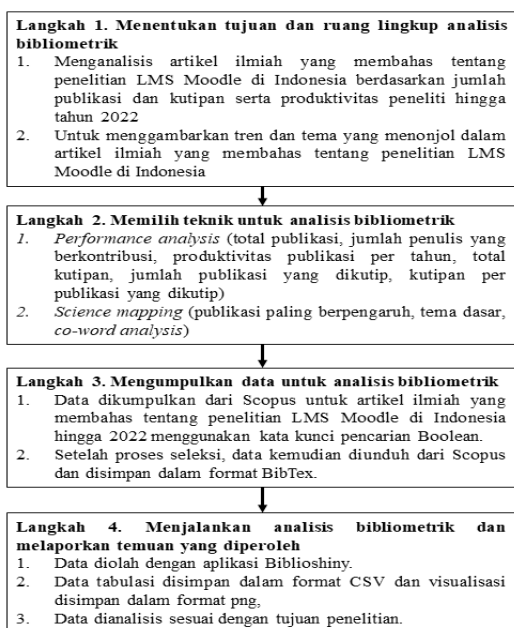 Langkah 1. Menentukan tujuan dan ruang lingkup analisis
bibliometrik
1. Menganalisis artikel ilmiah yang membahas tentang
penelitian LMS Moodle di Indonesia berdasarkan jumlah
publikasi dan kutipan serta produktivitas peneliti hingga
tahun 2022
2. Untuk menggambarkan tren dan tema yang menonjol dalam
artikel ilmiah yang membahas tentang penelitian LMS
Moodle di Indonesia
Langkah 2. Memilih teknik untuk analisis bibliometrik
1. Performance analysis (total publikasi, jumlah penulis yang
berkontribusi, produktivitas publikasi per tahun, total
kutipan, jumlah publikasi yang dikutip, kutipan per
publikasi yang dikutip)
2. Science mapping (publikasi paling berpengaruh, tema dasar,
co-word analysis)
Langkah 3. Mengumpulkan data untuk analisis bibliometrik
1. Data dikumpulkan dari Scopus untuk artikel ilmiah yang
membahas tentang penelitian LMS Moodle di Indonesia
hingga 2022 menggunakan kata kunci pencarian Boolean.
2. Setelah proses seleksi, data kemudian diunduh dari Scopus
dan disimpan dalam format BibTex.
Langkah 4. Menjalankan analisis bibliometrik dan
melaporkan temuan yang diperoleh
1. Data diolah dengan aplikasi Biblioshiny.
2. Data tabulasi disimpan dalam format CSV dan visualisasi
disimpan dalam format png,
3. Data dianalisis sesuai dengan tujuan penelitian.